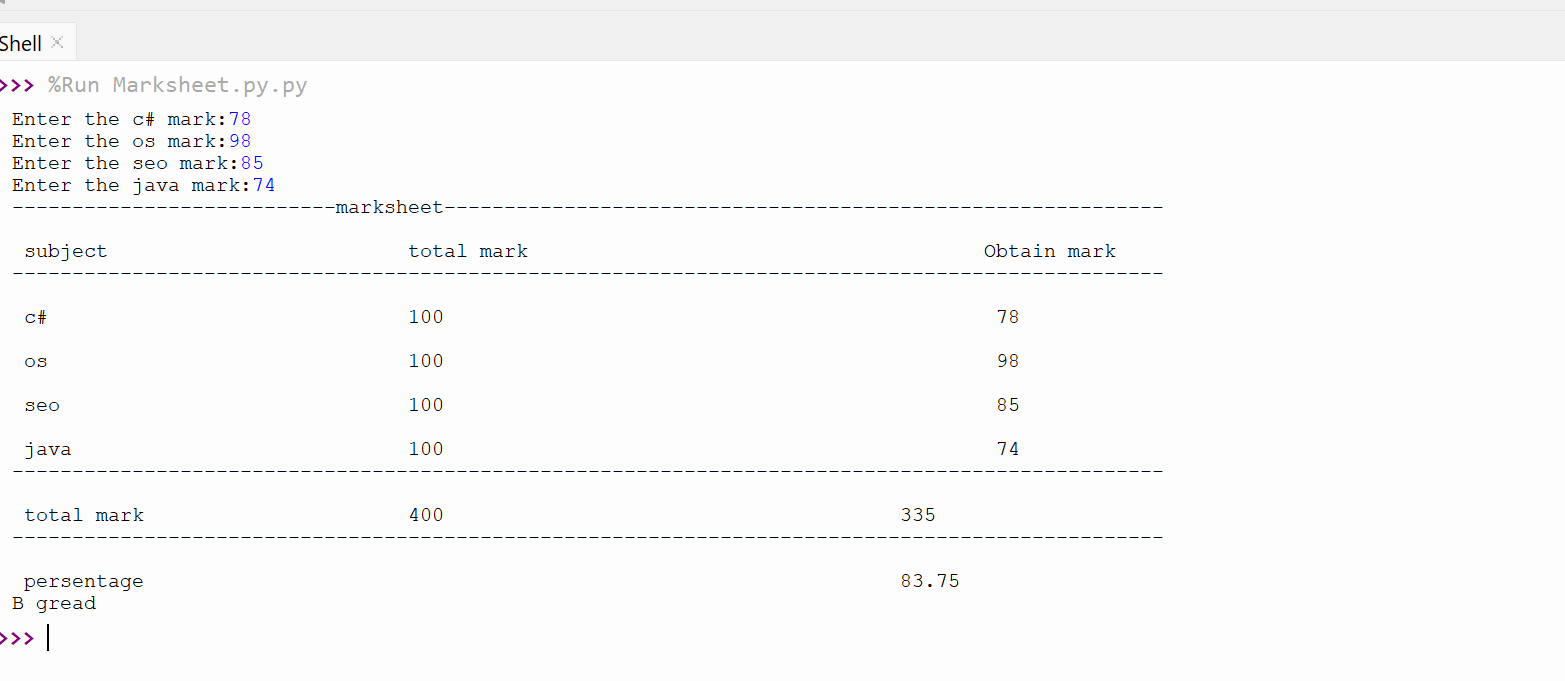 Shell ×
>>> %Run Marksheet.py.py
Enter the c# mark:78
Enter the os mark:98
Enter the seo mark:85
Enter the java mark:74
---------------------------marksheet------------------------------------------------------------
subject total mark Obtain mark
------------------------------------------------------------------------------------------------
c# 100 78
os 100 98
seo 100 85
java 100 74
------------------------------------------------------------------------------------------------
total mark 400 335
------------------------------------------------------------------------------------------------
persentage 83.75
B gread
>>>